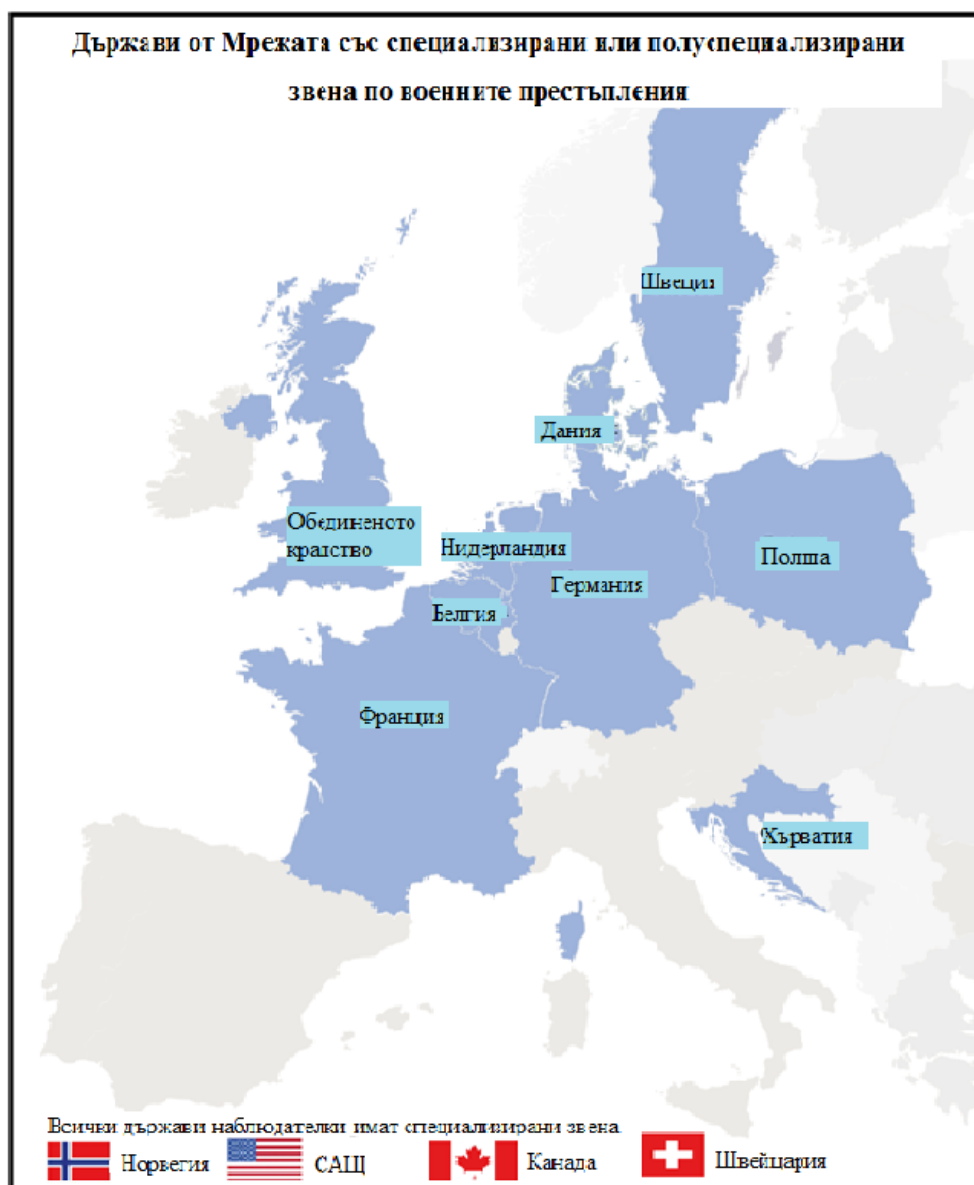 Държави от Мрежата със специализирани или полуспециализирани
звена по военните престъпления
Швеция
Дания
Обединеното
кралство
Нидерландия
Полша
Германия
Белгия
Франция
Хърватия
Всички държави наблюдателки имат специализирани звена
Норвегия САЩ Канада Швейцария